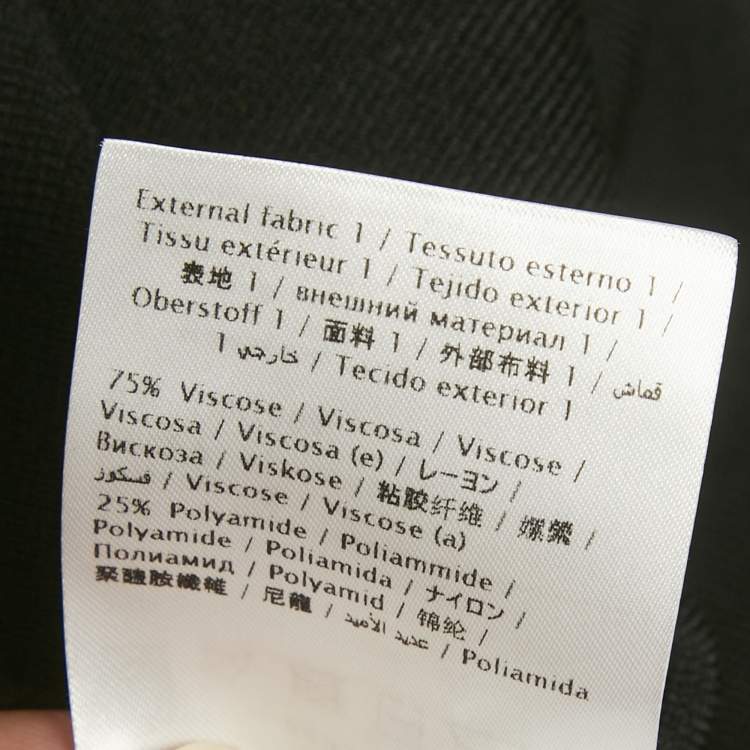 External fabric 1 / Tessuto esterno 1 /
Tissu extérieur 1 / Tejido exterior 1 /
表地 1 / внешний материал 1 /
Oberstoff 1 / 面料 1 / 外部布料 1 / قماش
خارجي 1 / Tecido exterior 1
75% Viscose / Viscosa / Viscose /
Viscosa / Viscosa (e) / レーヨン /
Вискоза / Viskose / 粘胶纤维 / 嫘縈 /
فسكوز / Viscose / Viscose (a)
25% Polyamide / Poliammide /
Polyamide / Poliamida / ナイロン /
Полиамид / Polyamid / 锦纶 /
聚醯胺纖維 / 尼龍 / عديد الأميد / Poliamida